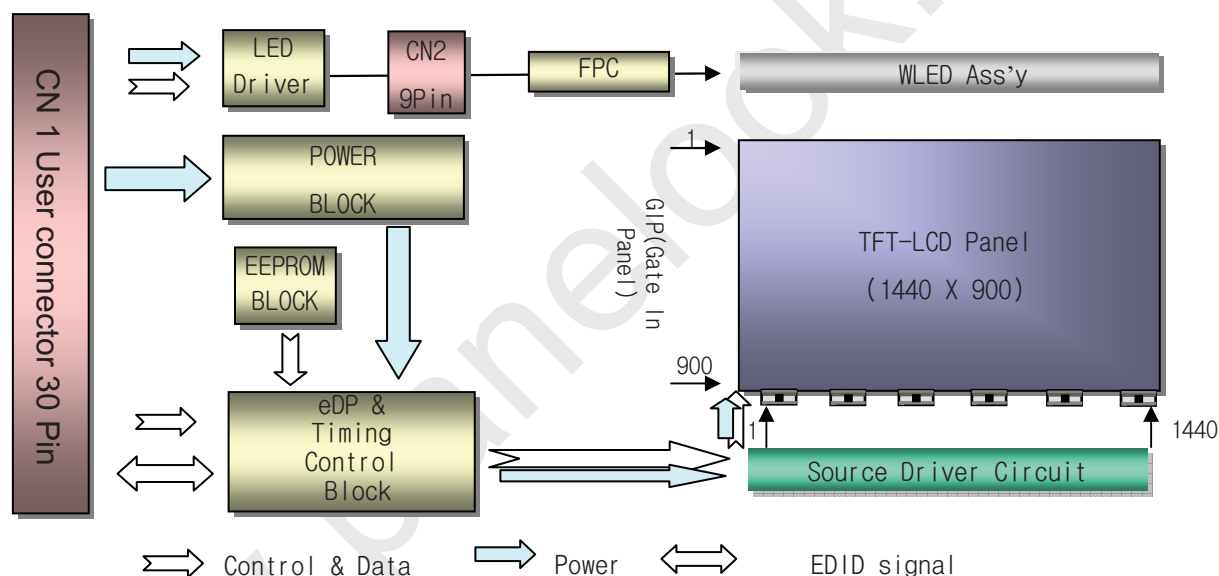 CN 1 User connector 30 Pin
LED
Driver
CN2
9Pin
FPC
WLED Ass’y
POWER
BLOCK
EEPROM
BLOCK
eDP &
Timing
Control
Block
1
GIP(Gate In
Panel)
900
TFT-LCD Panel
(1440 X 900)
1
1440
Source Driver Circuit
Control & Data
Power
EDID signal
panelook.